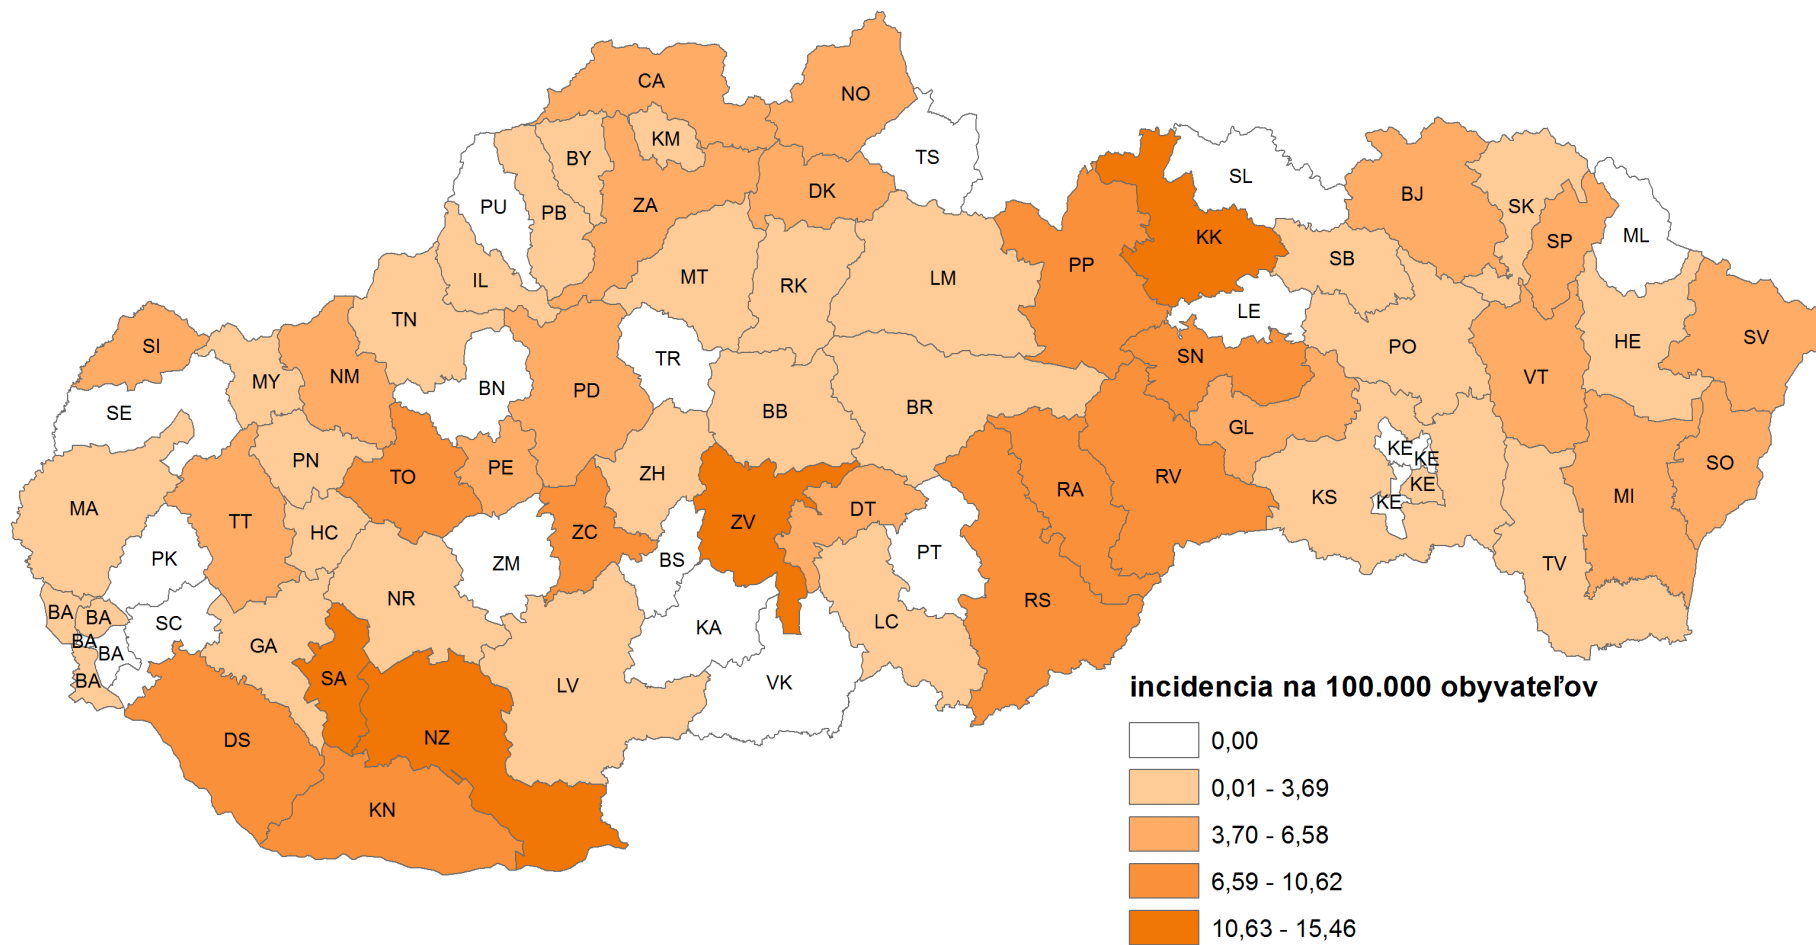 CA
NO
KM
BY
TS
SL
DK
BJ
PU
PB
ZA
SK
KK
ML
SP
PP
SB
IL
MT
RK
LM
LE
TN
SV
SI
PO
HE
TR
SN
NM
MY
BN
PD
VT
SE
BB
BR
GL
KE
KE
PN
PE
ZH
SO
TO
RV
KE
RA
KS
MI
KE
MA
TT
DT
ZV
HC
ZC
PT
PK
ZM
BS
TV
NR
RS
BA
BA
SC
LC
KA
BA
GA
BA
SA
BA
LV
VK
DS
NZ
KN
incidencia na 100.000 obyvateľov
0,00
0,01 - 3,69
3,70 - 6,58
6,59 - 10,62
10,63 - 15,46